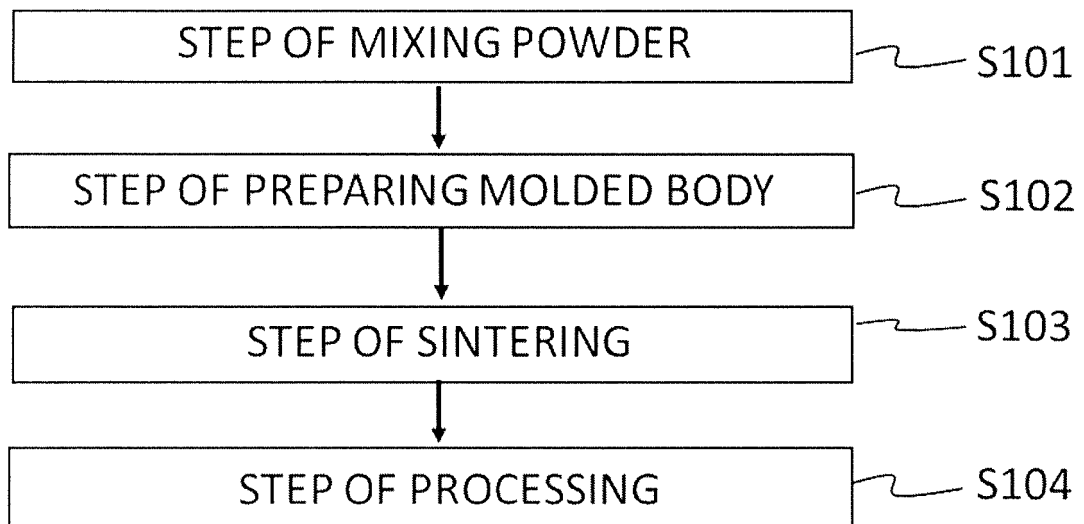 STEP OF MIXING POWDER
S101
STEP OF PREPARING MOLDED BODY
S102
STEP OF SINTERING
S103
STEP OF PROCESSING
S104